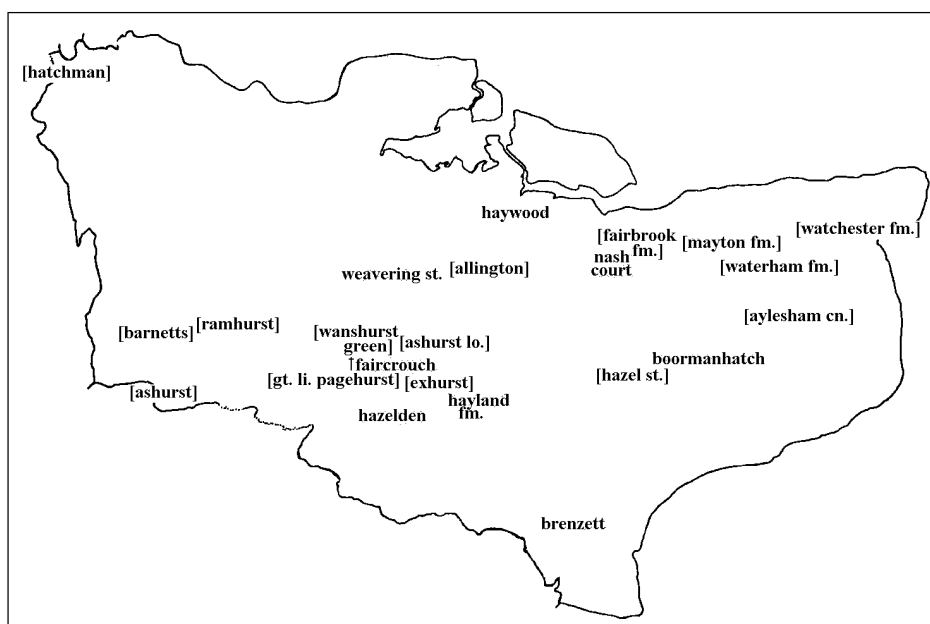 [hatchman]
haywood
[fairbrook
fm.]
nash
court
[mayton fm.]
[watchester fm.]
weavering st.
[allington]
[waterham fm.]
[aylesham cn.]
[barnetts]
[ramhurst]
[wanshurst
green]
[ashurst lo.]
↑faircrouch
boormanhatch
[hazel st.]
[gt. li. pagehurst]
[exhurst]
[ashurst]
hayland
fm.
hazelden
brenzett